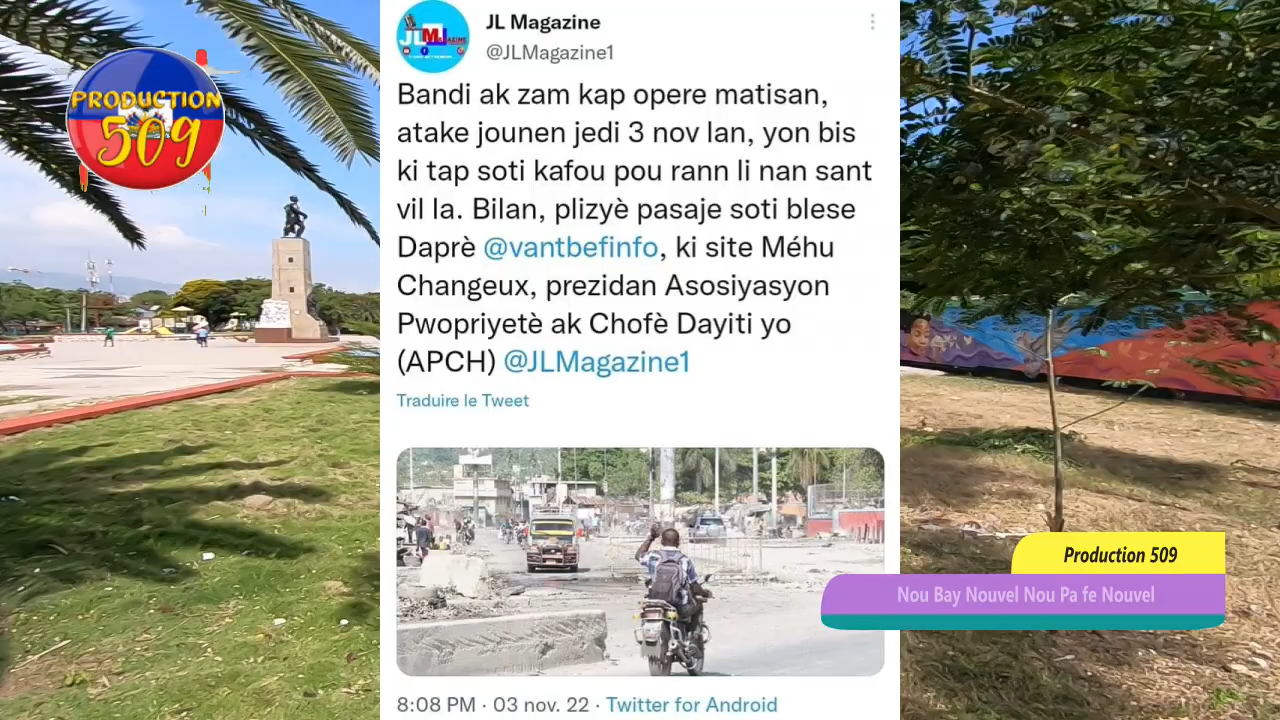 PRODUCTION
509
JL Magazine
@JLMagazine1
Bandi ak zam kap opere matisan,
atake jounen jedi 3 nov lan, yon bis
ki tap soti kafou pou rann li nan sant
vil la. Bilan, plizyè pasaje soti blese
Daprè @vantbefinfo, ki site Méhu
Changeux, prezidan Asosiyasyon
Pwopriyetè ak Chofè Dayiti yo
(APCH) @JLMagazine1
Traduire le Tweet
Production 509
Nou Bay Nouvel Nou Pa fe Nouvel
8:08 PM · 03 nov. 22 · Twitter for Android